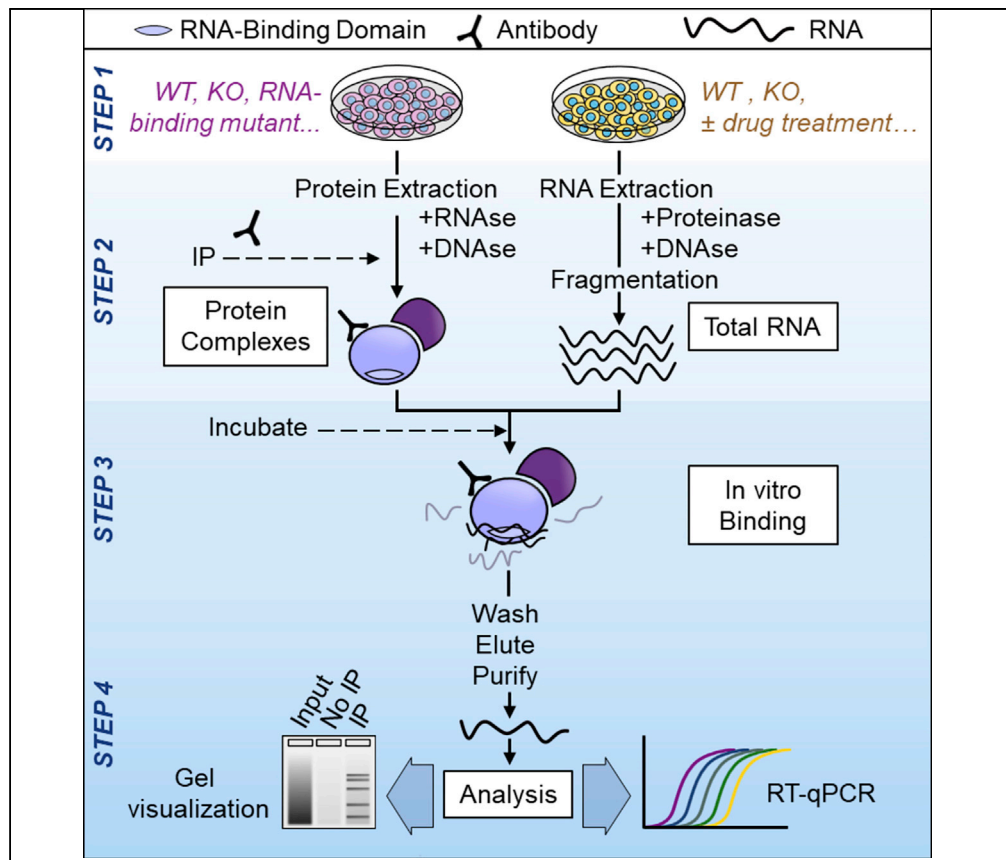 RNA-Binding Domain Antibody RNA
STEP 1
WT, KO, RNA-
binding mutant...
WT , KO,
± drug treatment…
STEP 2
Protein Extraction
+RNAse
+DNAse
IP
Protein
Complexes
RNA Extraction
+Proteinase
+DNAse
Fragmentation
Total RNA
STEP 3
Incubate
In vitro
Binding
Wash
Elute
Purify
STEP 4
Input
No IP
IP
Gel
visualization
Analysis
RT-qPCR